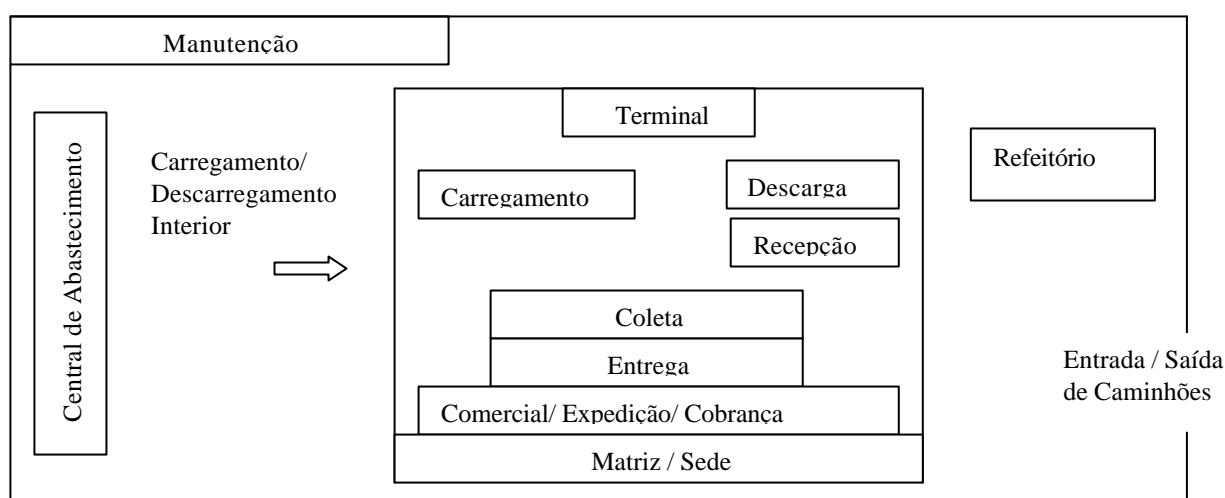 Manutenção
Terminal
Central de Abastecimento
Carregamento/
Descarregamento
Interior
Carregamento
Descarga
Refeitório
Recepção
Coleta
Entrega
Entrada / Saída
de Caminhões
Comercial/ Expedição/ Cobrança
Matriz / Sede